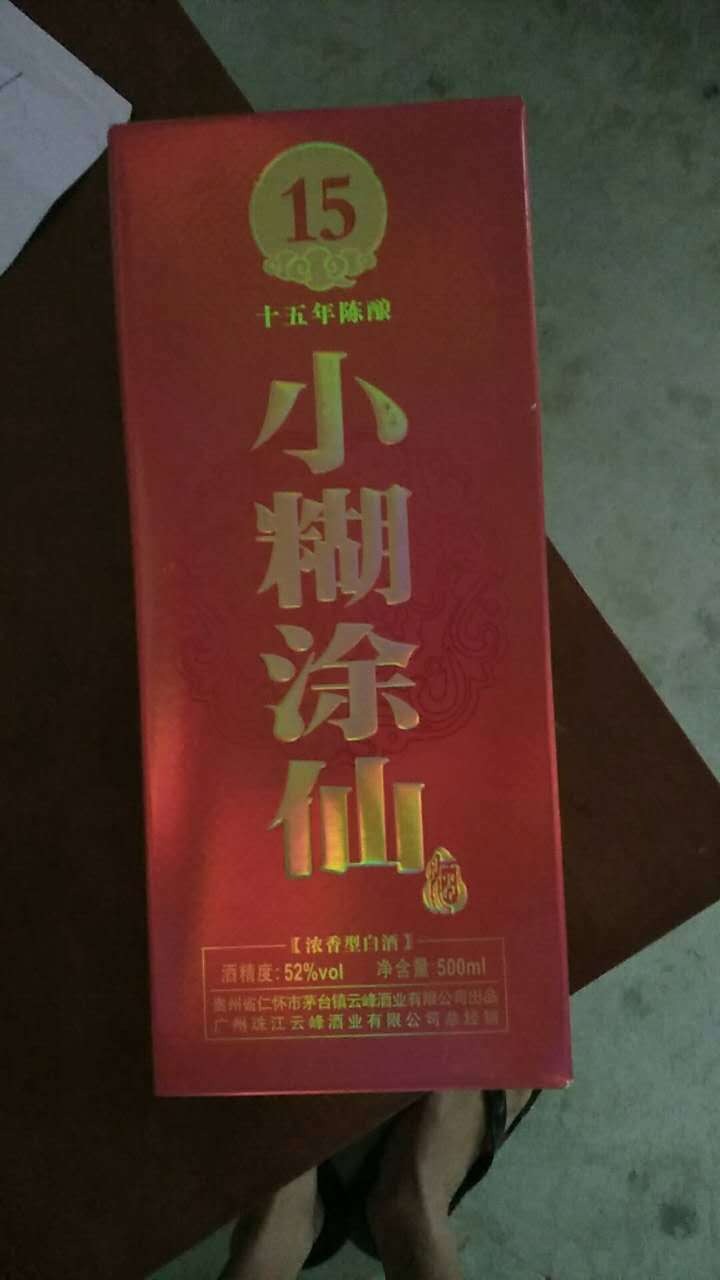 15
十五年陈酿
小糊涂仙
酒
【浓香型白酒】
酒精度:52%vol 净含量 500ml
贵州省仁怀市茅台镇云峰酒业有限公司出品
广州珠江云峰酒业有限公司总经销